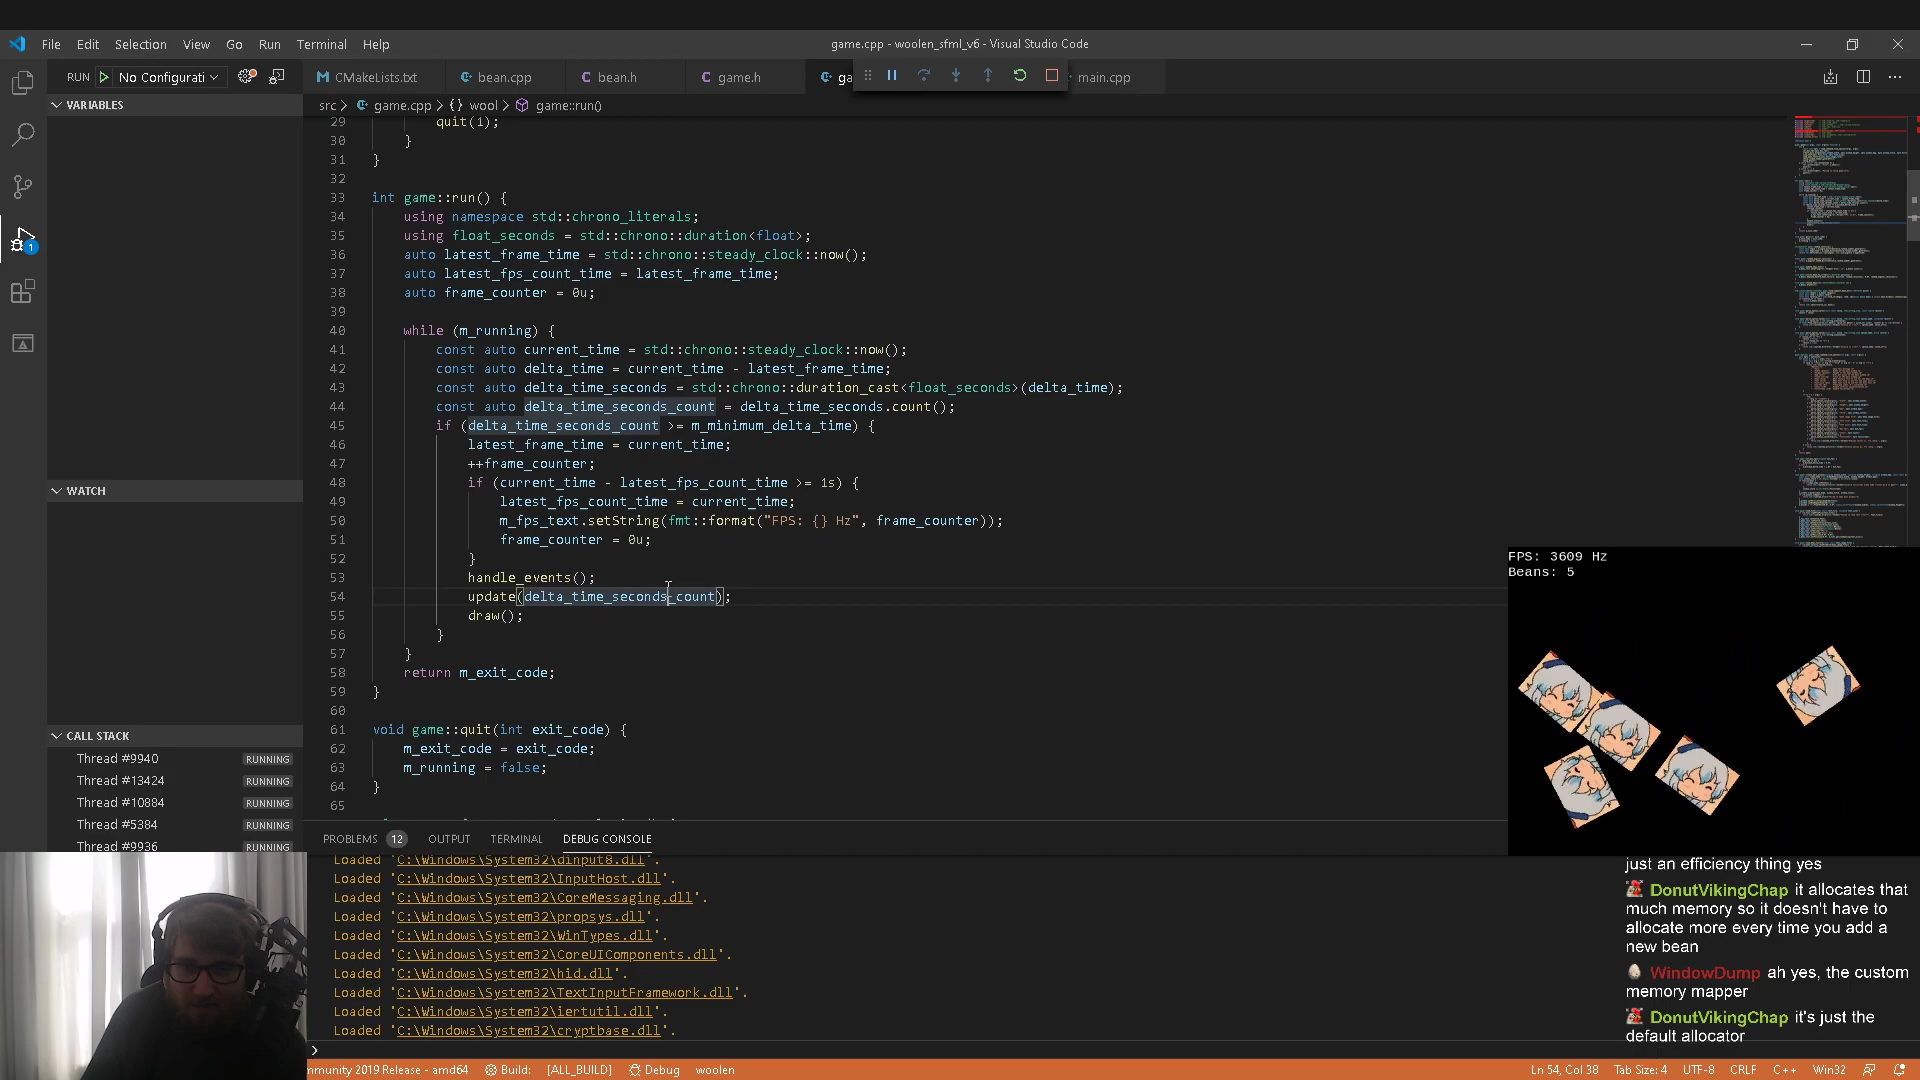 File Edit Selection View Go Run Terminal Help
game.cpp - woolen_sfml_v6 - Visual Studio Code
RUN No Configurati
CMakeLists.txt bean.cpp bean.h game.h ga main.cpp
VARIABLES
src > game.cpp > {} wool > game::run()
29 quit(1);
30 }
31 }
32
33 int game::run() {
34 using namespace std::chrono_literals;
35 using float_seconds = std::chrono::duration<float>;
36 auto latest_frame_time = std::chrono::steady_clock::now();
37 auto latest_fps_count_time = latest_frame_time;
38 auto frame_counter = 0u;
39
40 while (m_running) {
41 const auto current_time = std::chrono::steady_clock::now();
42 const auto delta_time = current_time - latest_frame_time;
43 const auto delta_time_seconds = std::chrono::duration_cast<float_seconds>(delta_time);
44 const auto delta_time_seconds_count = delta_time_seconds.count();
45 if (delta_time_seconds_count >= m_minimum_delta_time) {
46 latest_frame_time = current_time;
47 ++frame_counter;
48 if (current_time - latest_fps_count_time >= 1s) {
49 latest_fps_count_time = current_time;
50 m_fps_text.setString(fmt::format("FPS: {} Hz", frame_counter));
51 frame_counter = 0u;
52 }
53 handle_events();
54 update(delta_time_seconds_count);
55 draw();
56 }
57 }
58 return m_exit_code;
59 }
60
61 void game::quit(int exit_code) {
62 m_exit_code = exit_code;
63 m_running = false;
64 }
65
1
WATCH
CALL STACK
Thread #9940 RUNNING
Thread #13424 RUNNING
Thread #10884 RUNNING
Thread #5384 RUNNING
Thread #9936 RUNNING
FPS: 3609 Hz
Beans: 5
PROBLEMS 12 OUTPUT TERMINAL DEBUG CONSOLE
Loaded 'C:\Windows\System32\dinput8.dll'.
Loaded 'C:\Windows\System32\InputHost.dll'.
Loaded 'C:\Windows\System32\CoreMessaging.dll'.
Loaded 'C:\Windows\System32\propsys.dll'.
Loaded 'C:\Windows\System32\WinTypes.dll'.
Loaded 'C:\Windows\System32\CoreUIComponents.dll'.
Loaded 'C:\Windows\System32\hid.dll'.
Loaded 'C:\Windows\System32\TextInputFramework.dll'.
Loaded 'C:\Windows\System32\iertutil.dll'.
Loaded 'C:\Windows\System32\cryptbase.dll'.
just an efficiency thing yes
DonutVikingChap it allocates that
much memory so it doesn't have to
allocate more every time you add a
new bean
WindowDump ah yes, the custom
memory mapper
DonutVikingChap it's just the
default allocator
mmunity 2019 Release - amd64 Build: [ALL_BUILD] Debug woolen
Ln 54, Col 38 Tab Size: 4 UTF-8 CRLF C++ Win32